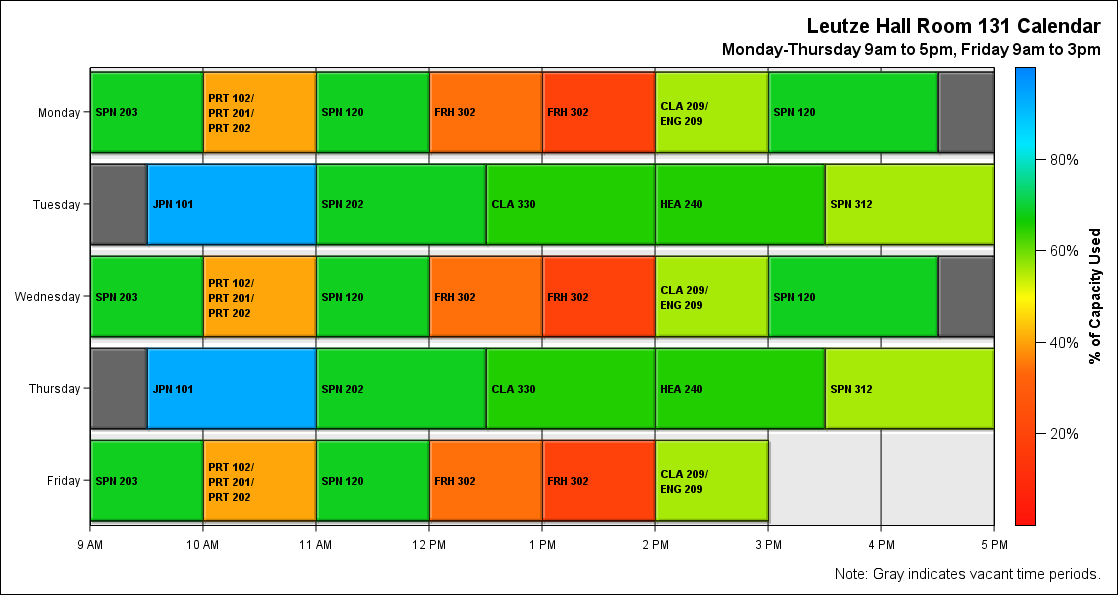 Leutze Hall Room 131 Calendar
Monday-Thursday 9am to 5pm, Friday 9am to 3pm
Monday
SPN 203
PRT 102/
PRT 201/
PRT 202
SPN 120
FRH 302
FRH 302
CLA 209/
ENG 209
SPN 120
Tuesday
JPN 101
SPN 202
CLA 330
HEA 240
SPN 312
Wednesday
SPN 203
PRT 102/
PRT 201/
PRT 202
SPN 120
FRH 302
FRH 302
CLA 209/
ENG 209
SPN 120
Thursday
JPN 101
SPN 202
CLA 330
HEA 240
SPN 312
Friday
SPN 203
PRT 102/
PRT 201/
PRT 202
SPN 120
FRH 302
FRH 302
CLA 209/
ENG 209
9 AM
10 AM
11 AM
12 PM
1 PM
2 PM
3 PM
4 PM
5 PM
80%
60%
40%
20%
% of Capacity Used
Note: Gray indicates vacant time periods.